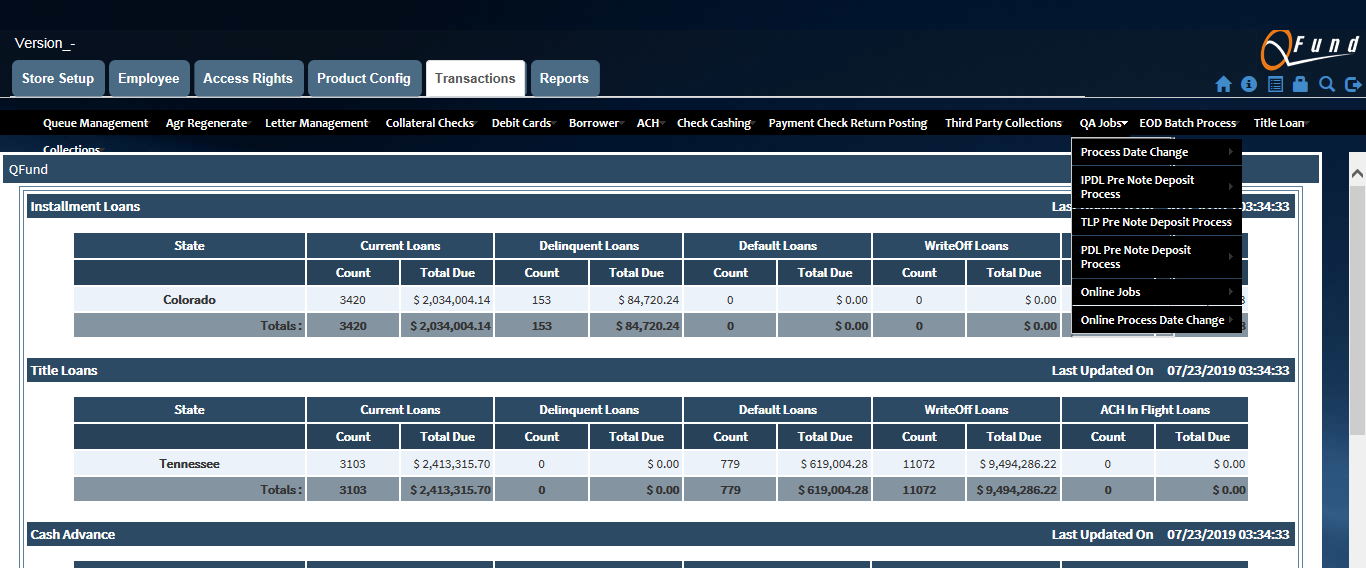 Version_-
QFund
Store Setup Employee Access Rights Product Config Transactions Reports
Queue Management Agr Regenerate Letter Management Collateral Checks Debit Cards Borrower ACH Check Cashing Payment Check Return Posting Third Party Collections QA Jobs EOD Batch Process Title Loan
Collections
Process Date Change
IPDL Pre Note Deposit
Process
TLP Pre Note Deposit Process
PDL Pre Note Deposit
Process
Online Jobs
Online Process Date Change
QFund
Installment Loans 03:34:33
State Current Loans Delinquent Loans Default Loans WriteOff Loans
Count Total Due Count Total Due Count Total Due Count Total Due
Colorado 3420 $ 2,034,004.14 153 $ 84,720.24 0 $ 0.00 0 $ 0.00
Totals : 3420 $ 2,034,004.14 153 $ 84,720.24 0 $ 0.00 0 $ 0.00
Title Loans Last Updated On 07/23/2019 03:34:33
State Current Loans Delinquent Loans Default Loans WriteOff Loans ACH In Flight Loans
Count Total Due Count Total Due Count Total Due Count Total Due Count Total Due
Tennessee 3103 $ 2,413,315.70 0 $ 0.00 779 $ 619,004.28 11072 $ 9,494,286.22 0 $ 0.00
Totals : 3103 $ 2,413,315.70 0 $ 0.00 779 $ 619,004.28 11072 $ 9,494,286.22 0 $ 0.00
Cash Advance Last Updated On 07/23/2019 03:34:33